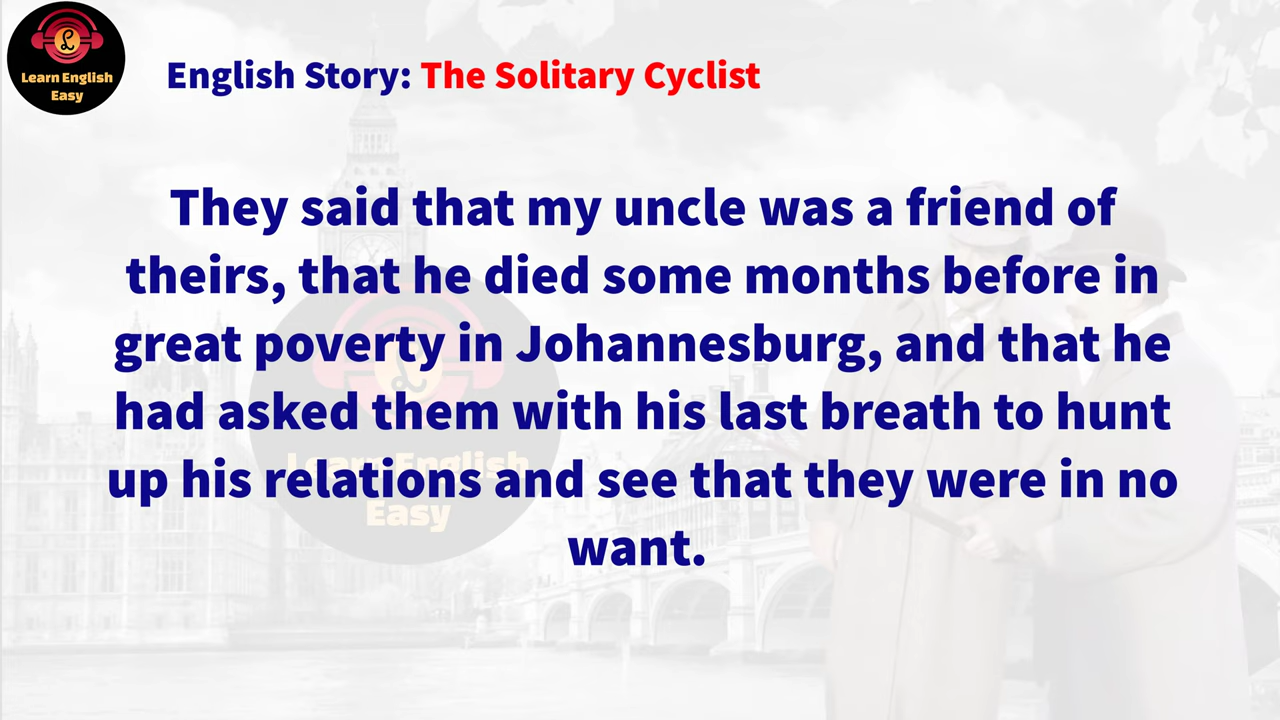 Learn English
Easy
English Story: The Solitary Cyclist
They said that my uncle was a friend of
theirs, that he died some months before in
great poverty in Johannesburg, and that he
had asked them with his last breath to hunt
up his relations and see that they were in no
want.
Learn English
Easy